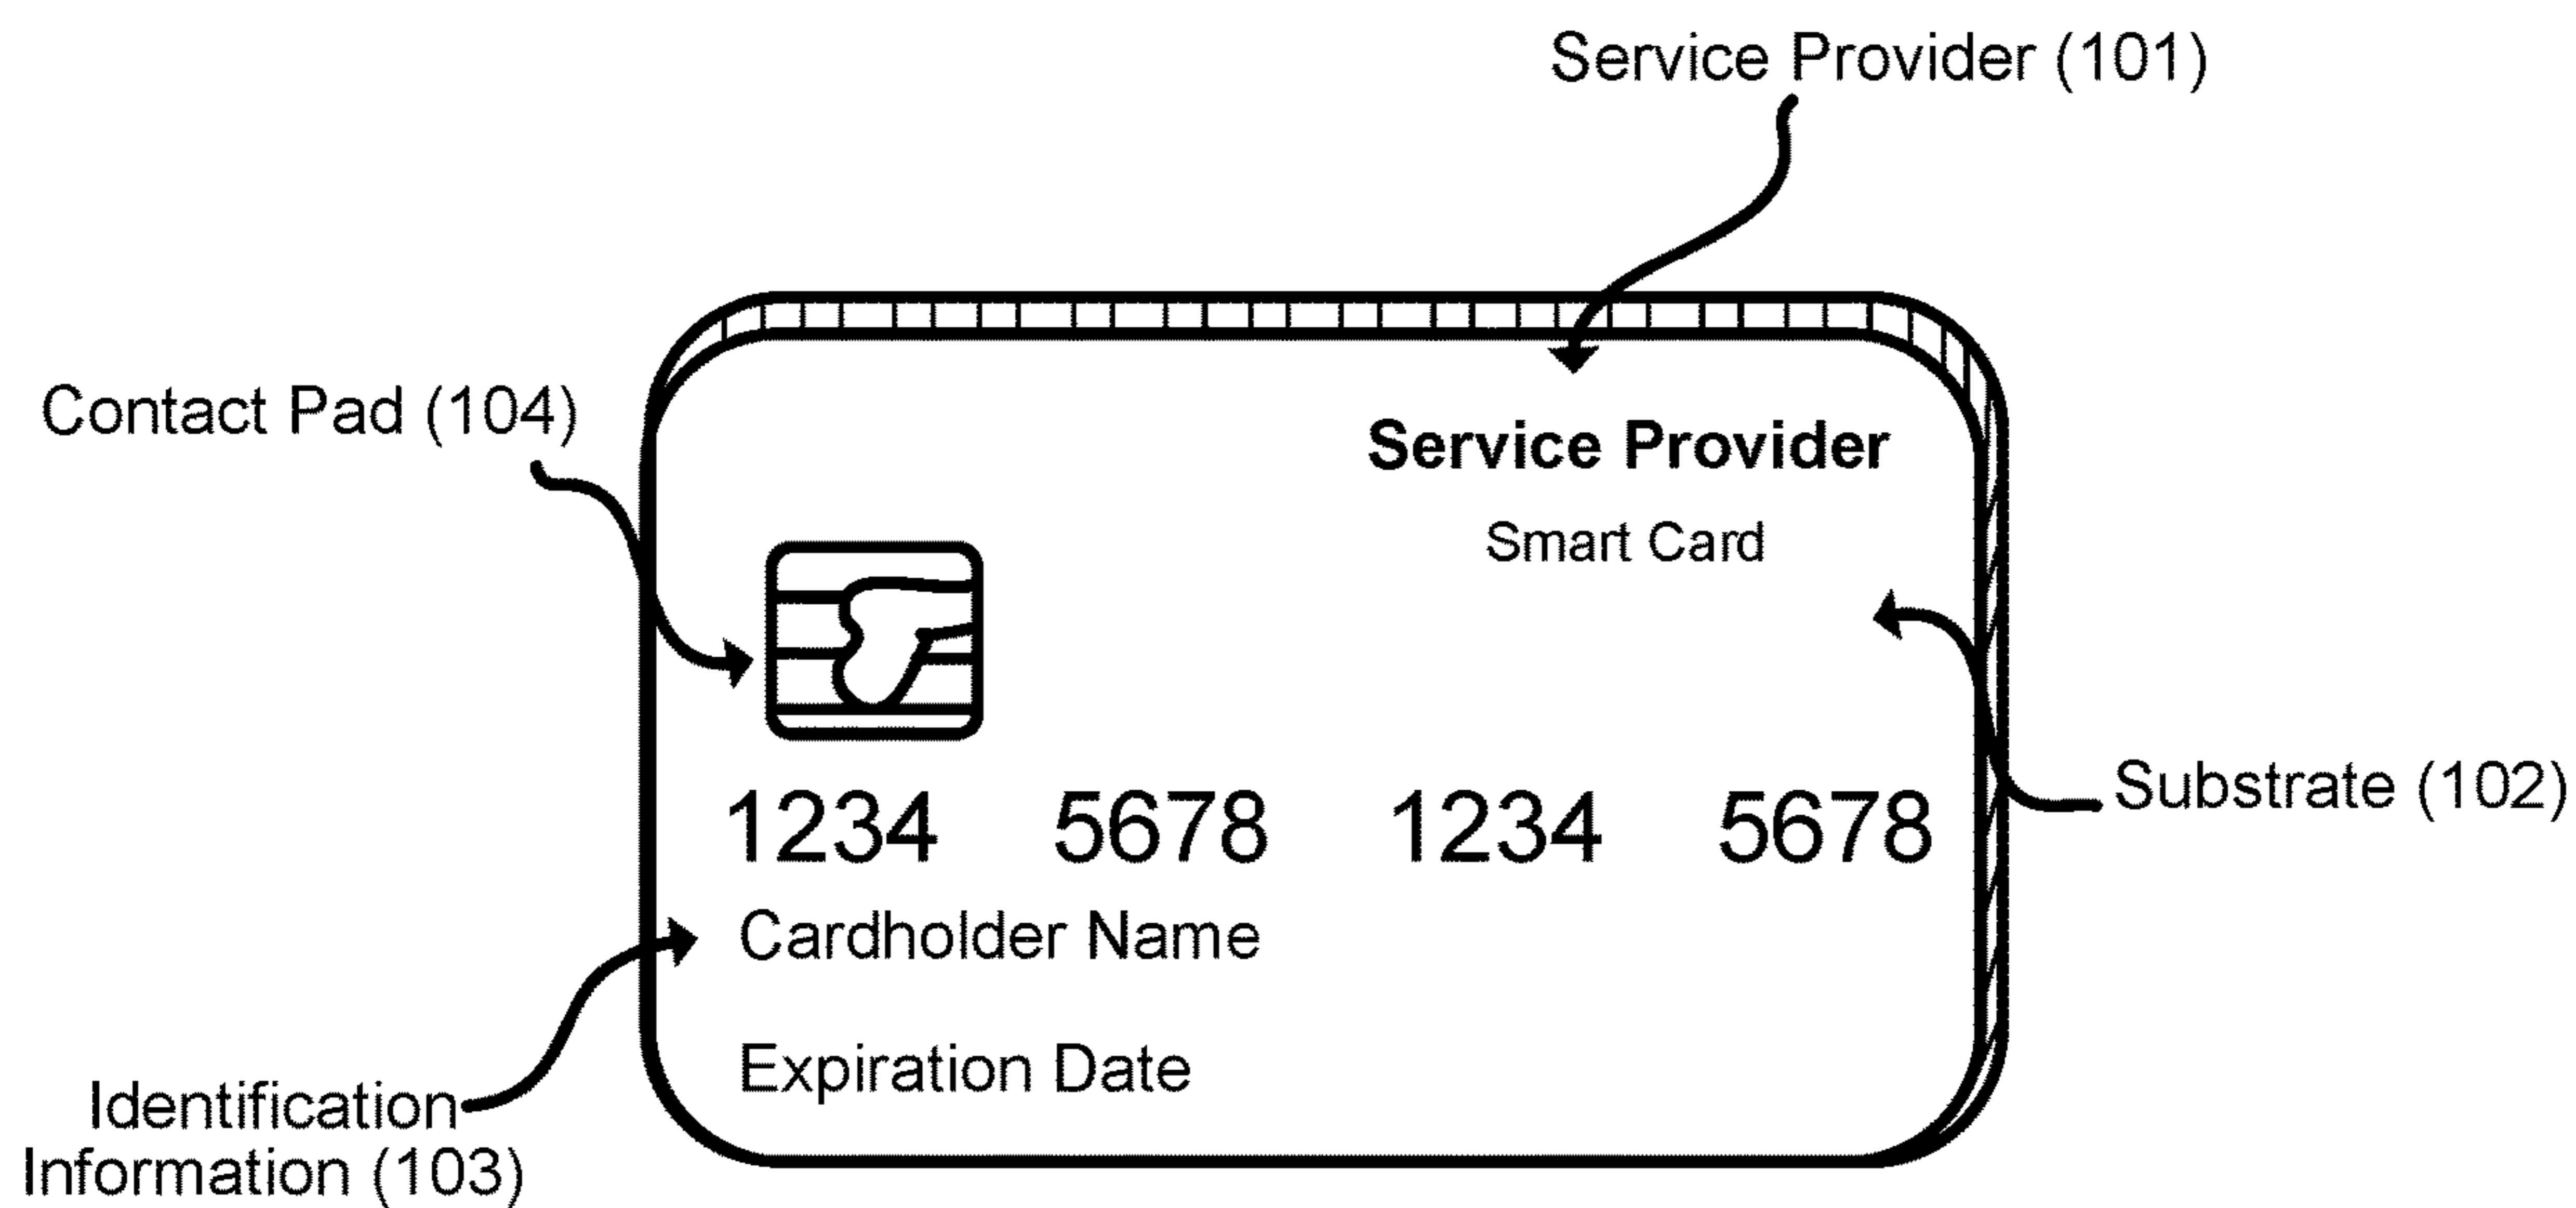 Service Provider (101)
Contact Pad (104)
Service Provider
Smart Card
Substrate (102)
1234 5678 1234 5678
Cardholder Name
Expiration Date
Identification
Information (103)